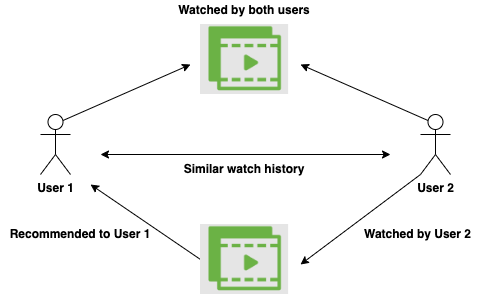 Watched by both users
Similar watch history
User 1
User 2
Recommended to User 1
Watched by User 2